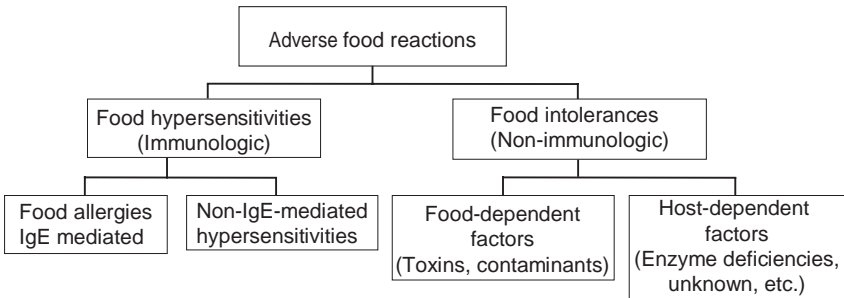 Adverse food reactions
Food hypersensitivities
(Immunologic)
Food intolerances
(Non-immunologic)
Food allergies
IgE mediated
Non-IgE-mediated
hypersensitivities
Food-dependent
factors
(Toxins, contaminants)
Host-dependent
factors
(Enzyme deficiencies,
unknown, etc.)